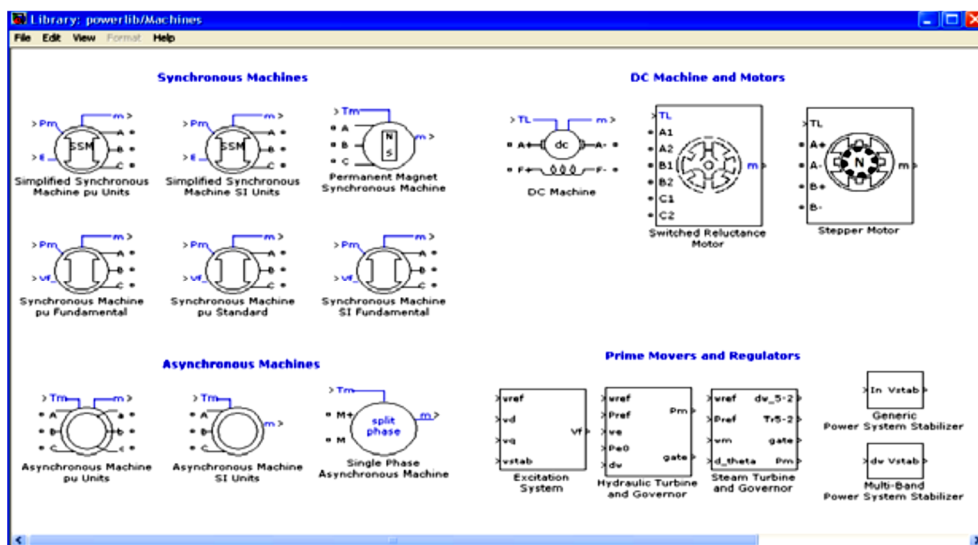 Library: powerlib/Machines
File Edit View Format Help
Synchronous Machines
Pm
E
SSM
m
A
B
C
Simplified Synchronous
Machine pu Units
Pm
E
SSM
m
A
B
C
Simplified Synchronous
Machine SI Units
Tm
A
B
C
N
S
m
Permanent Magnet
Synchronous Machine
Pm
Vf_
m
A
B
C
Synchronous Machine
pu Fundamental
Pm
Vf_
m
A
B
C
Synchronous Machine
pu Standard
Pm
Vf_
m
A
B
C
Synchronous Machine
SI Fundamental
DC Machine and Motors
TL
m
A+
dc
A-
F+
F-
DC Machine
TL
A1
A2
B1
B2
C1
C2
m
Switched Reluctance
Motor
TL
A+
A-
B+
B-
N
m
Stepper Motor
Asynchronous Machines
Tm
m
A
B
C
a
b
c
Asynchronous Machine
pu Units
Tm
A
B
C
m
Asynchronous Machine
SI Units
Tm
M+
M
split
phase
m
Single Phase
Asynchronous Machine
Prime Movers and Regulators
vref
vd
vq
vstab
Vf
Excitation
System
wref
Pref
we
Pe0
dw
Pm
gate
Hydraulic Turbine
and Governor
wref
Pref
wm
d_theta
dw_5-2
Tr5-2
gate
Pm
Steam Turbine
and Governor
In Vstab
Generic
Power System Stabilizer
dw Vstab
Multi-Band
Power System Stabilizer